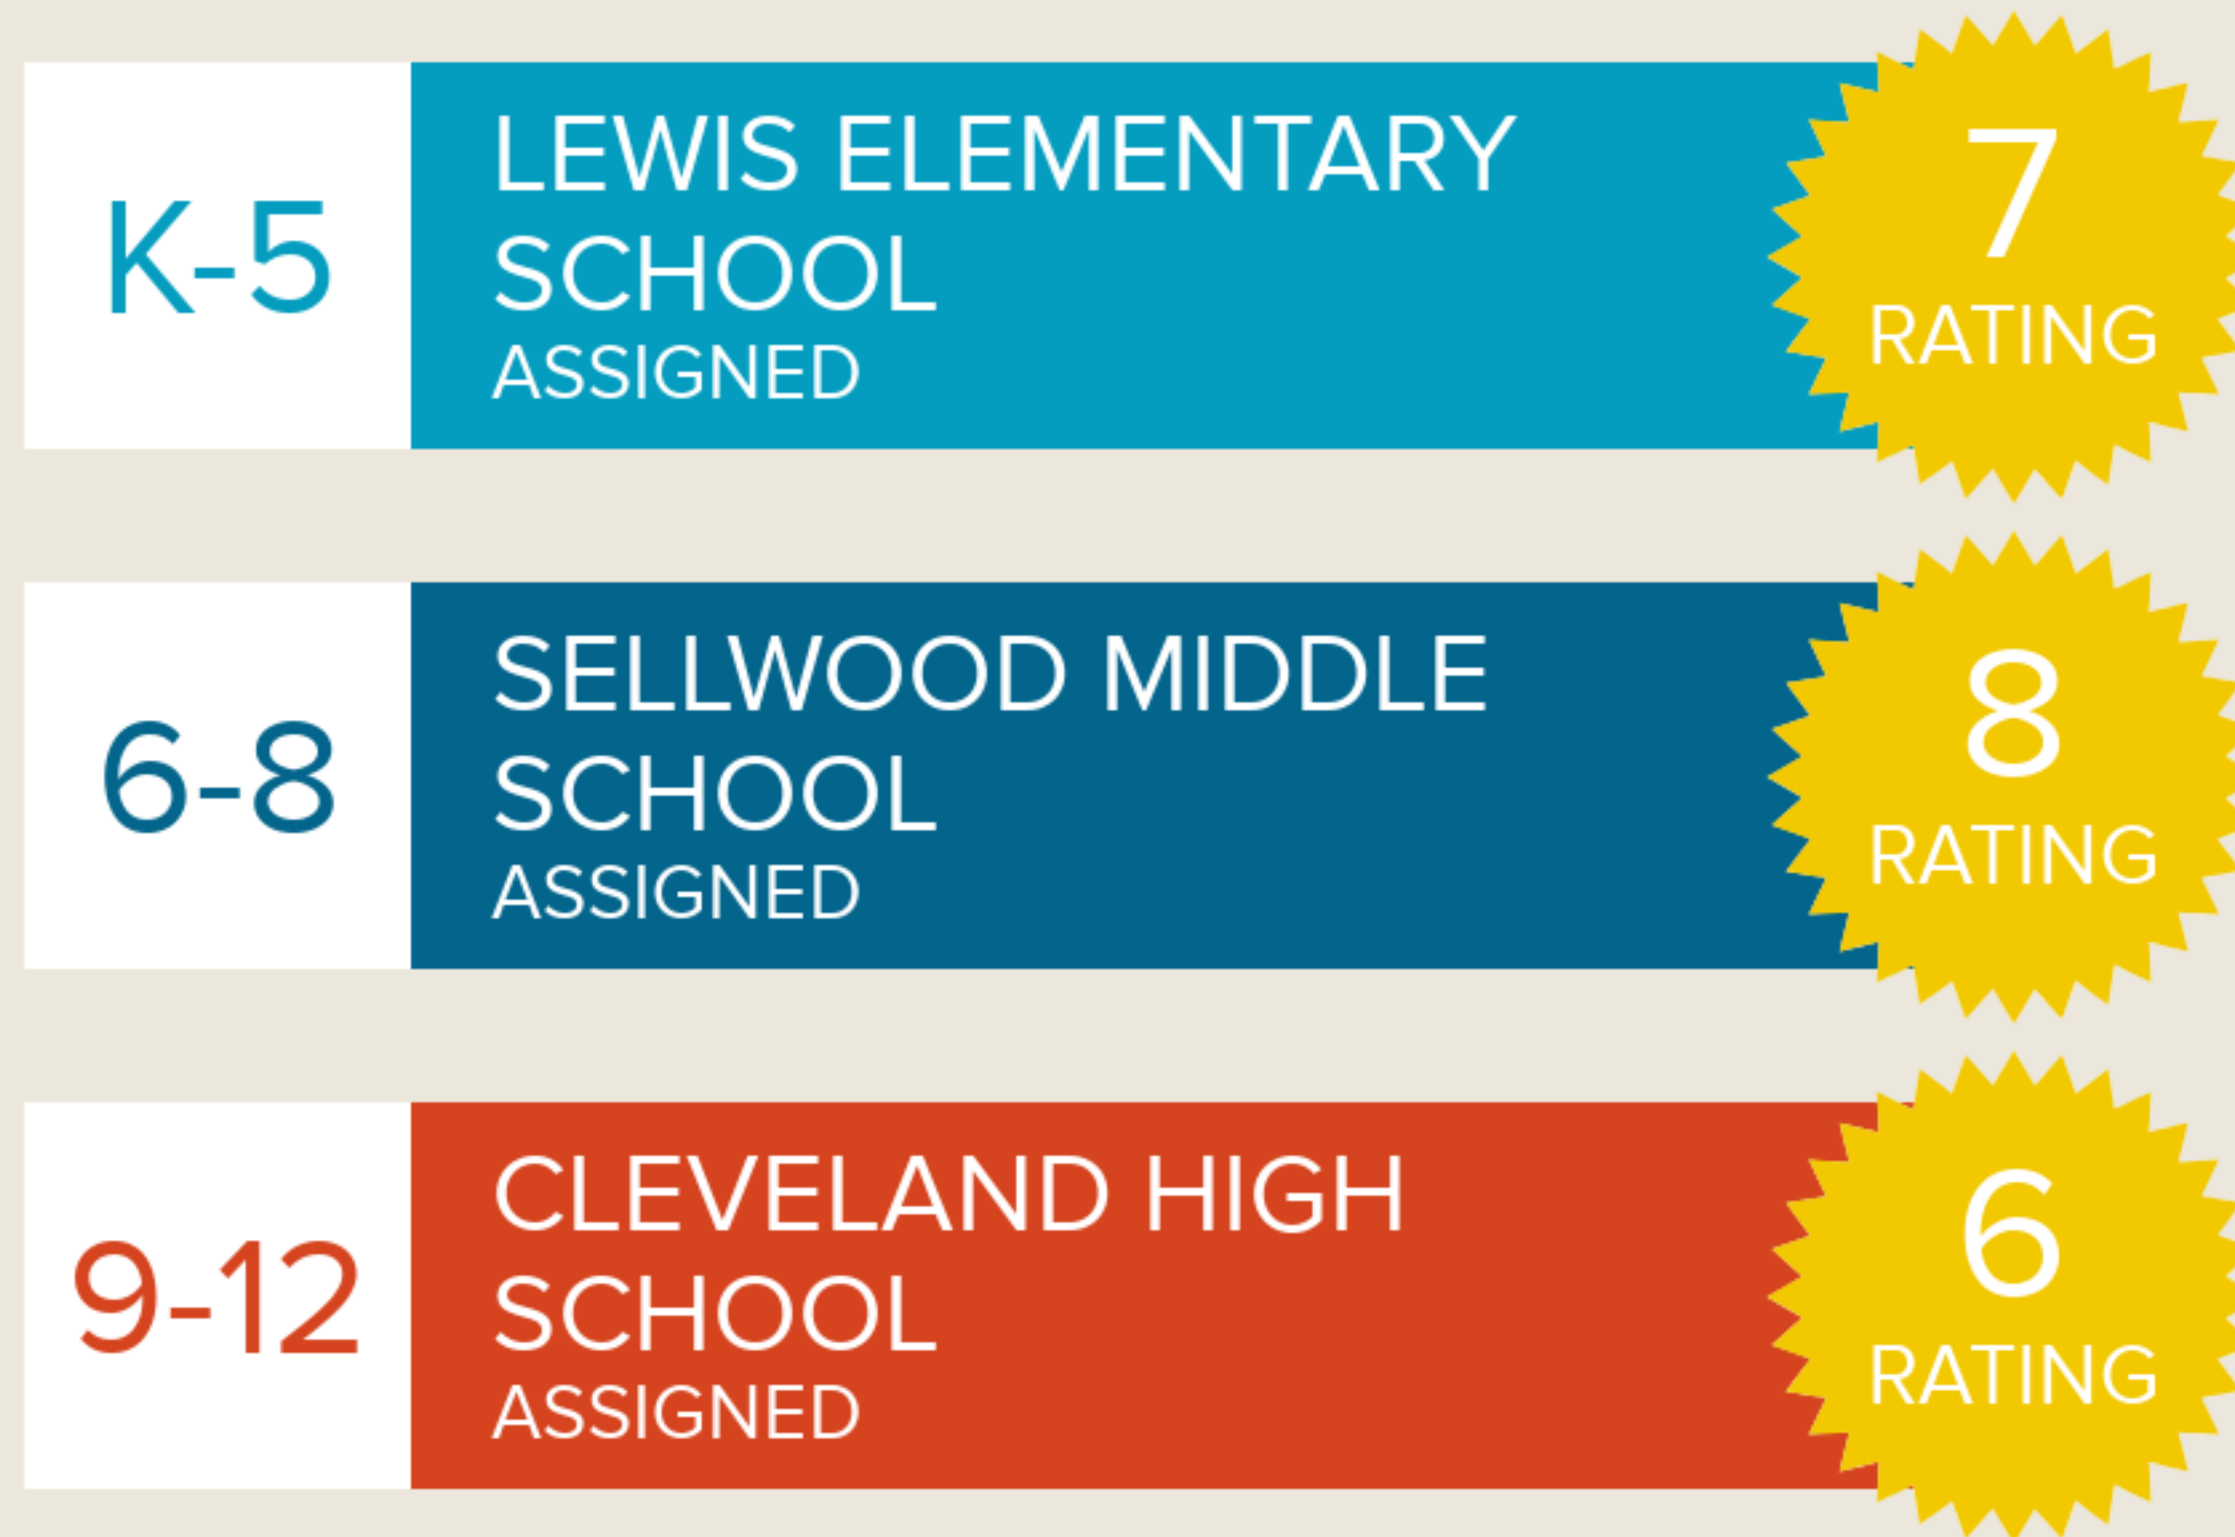 K-5
LEWIS ELEMENTARY
SCHOOL
ASSIGNED
7
RATING
6-8
SELLWOOD MIDDLE
SCHOOL
ASSIGNED
8
RATING
9-12
CLEVELAND HIGH
SCHOOL
ASSIGNED
6
RATING